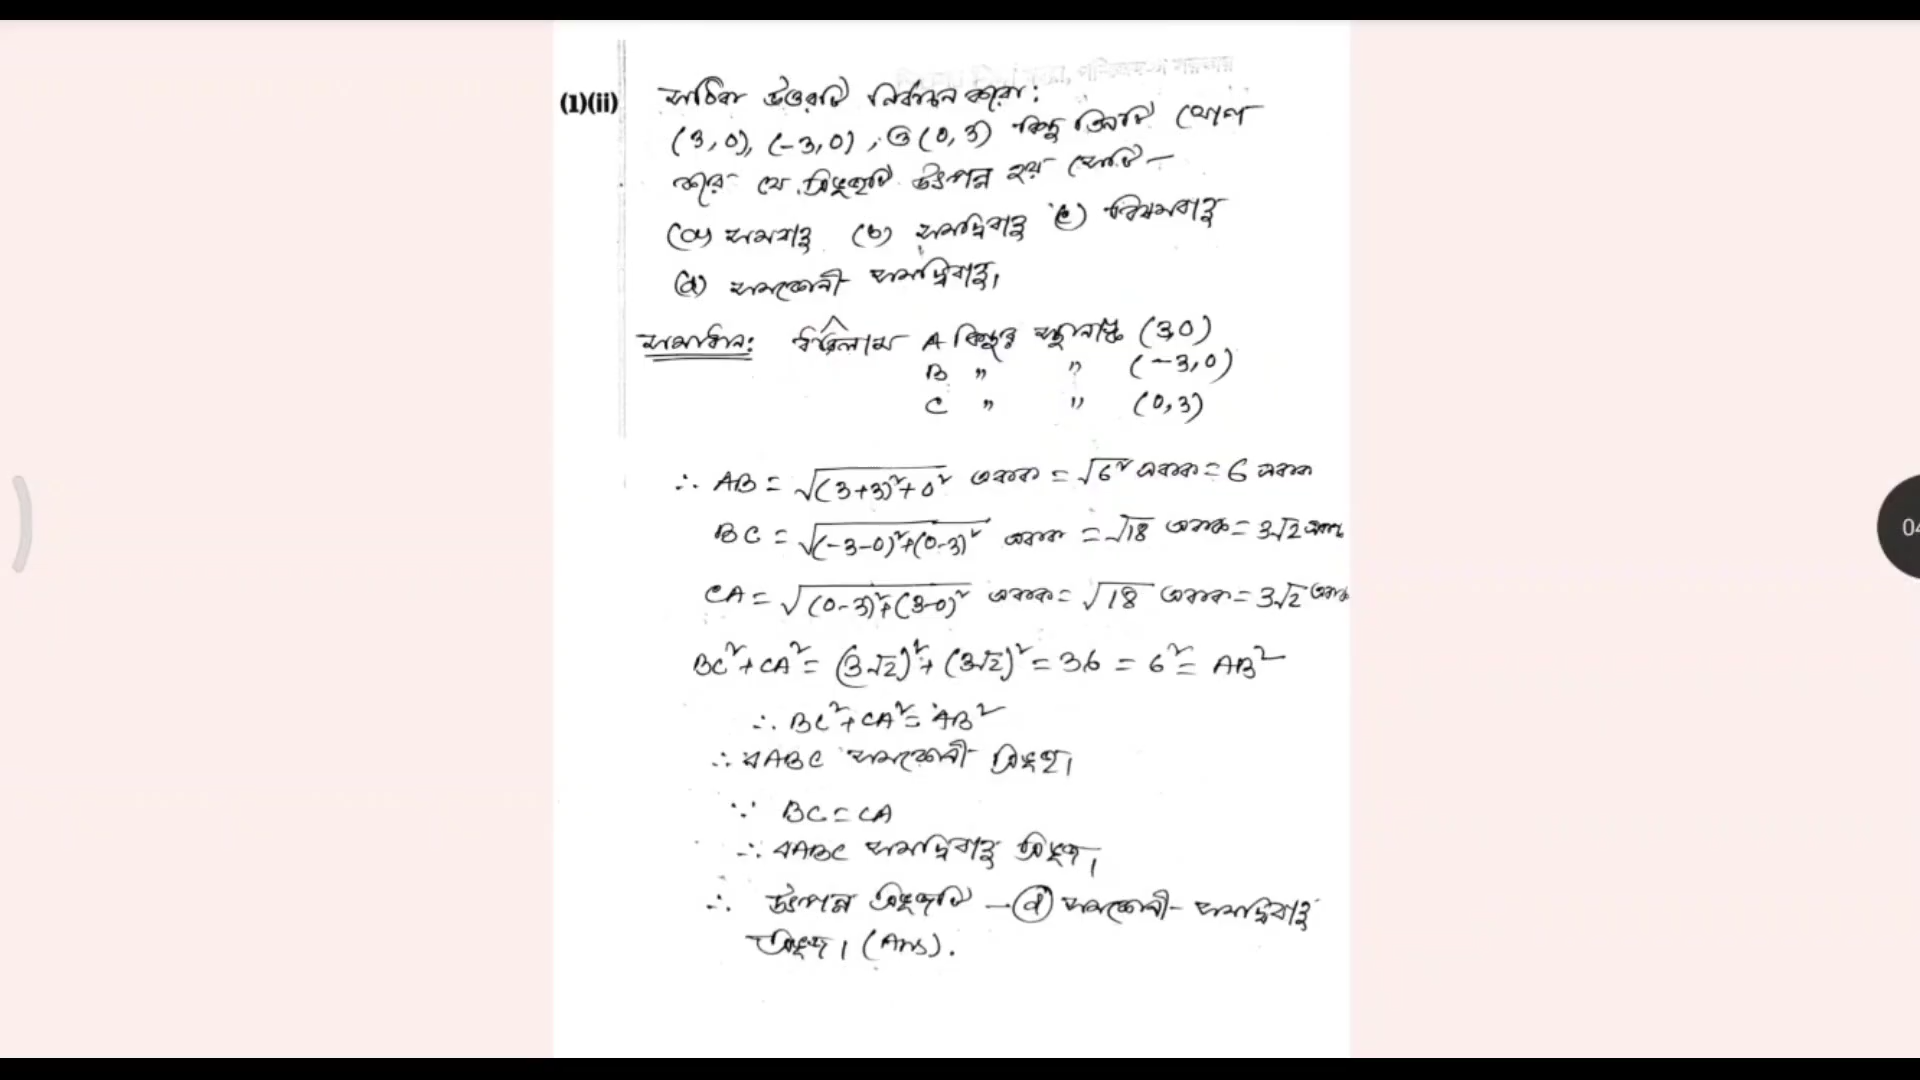 (1)(ii) সঠিক উত্তরটি নির্বাচন করো:
(3,0), (-3,0), ও (0,3) বিন্দু তিনটি যোগ
করে যে ত্রিভুজটি উৎপন্ন হয় সেটি-
(a) সমবাহু (b) সমদ্বিবাহু (c) বিষমবাহু
(d) সমকোণী সমদ্বিবাহু।
সমাধান: ধরিলাম A বিন্দুর স্থানাঙ্ক (3,0)
B " " (-3,0)
C " " (0,3)
∴ AB = √(3+3)²+0² একক = √6² একক = 6 একক
BC = √(-3-0)²+(0-3)² একক = √18 একক = 3√2 একক
CA = √(0-3)²+(3-0)² একক = √18 একক = 3√2 একক
BC²+CA² = (3√2)²+(3√2)² = 36 = 6² = AB²
∴ BC²+CA² = AB²
∴ ΔABC সমকোণী ত্রিভুজ।
∵ BC = CA
∴ ΔABC সমদ্বিবাহু ত্রিভুজ।
∴ উৎপন্ন ত্রিভুজটি - (d) সমকোণী- সমদ্বিবাহু
ত্রিভুজ। (Ans).
04